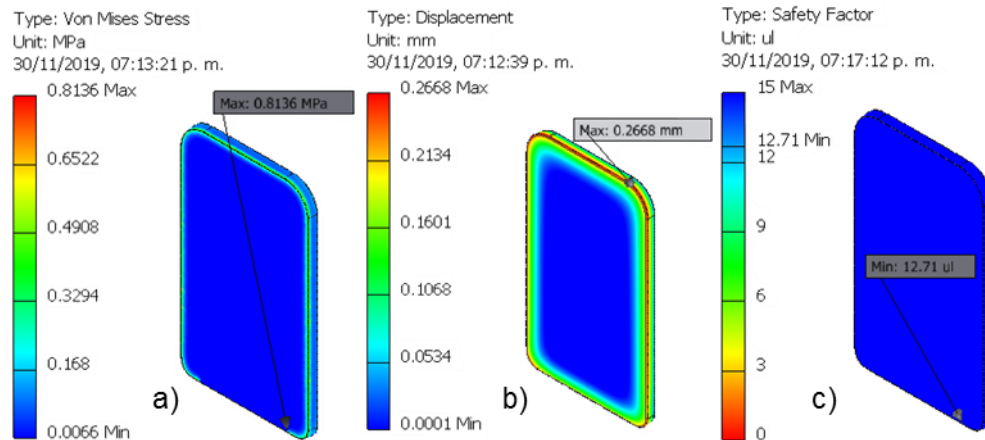 Type: Von Mises Stress
Unit: MPa
30/11/2019, 07:13:21 p. m.
0.8136 Max
Max: 0.8136 MPa
0.6522
0.4908
0.3294
0.168
0.0066 Min
a)
Type: Displacement
Unit: mm
30/11/2019, 07:12:39 p. m.
0.2668 Max
Max: 0.2668 mm
0.2134
0.1601
0.1068
0.0534
0.0001 Min
b)
Type: Safety Factor
Unit: ul
30/11/2019, 07:17:12 p. m.
15 Max
12.71 Min
12
9
Min: 12.71 ul
6
3
0
c)